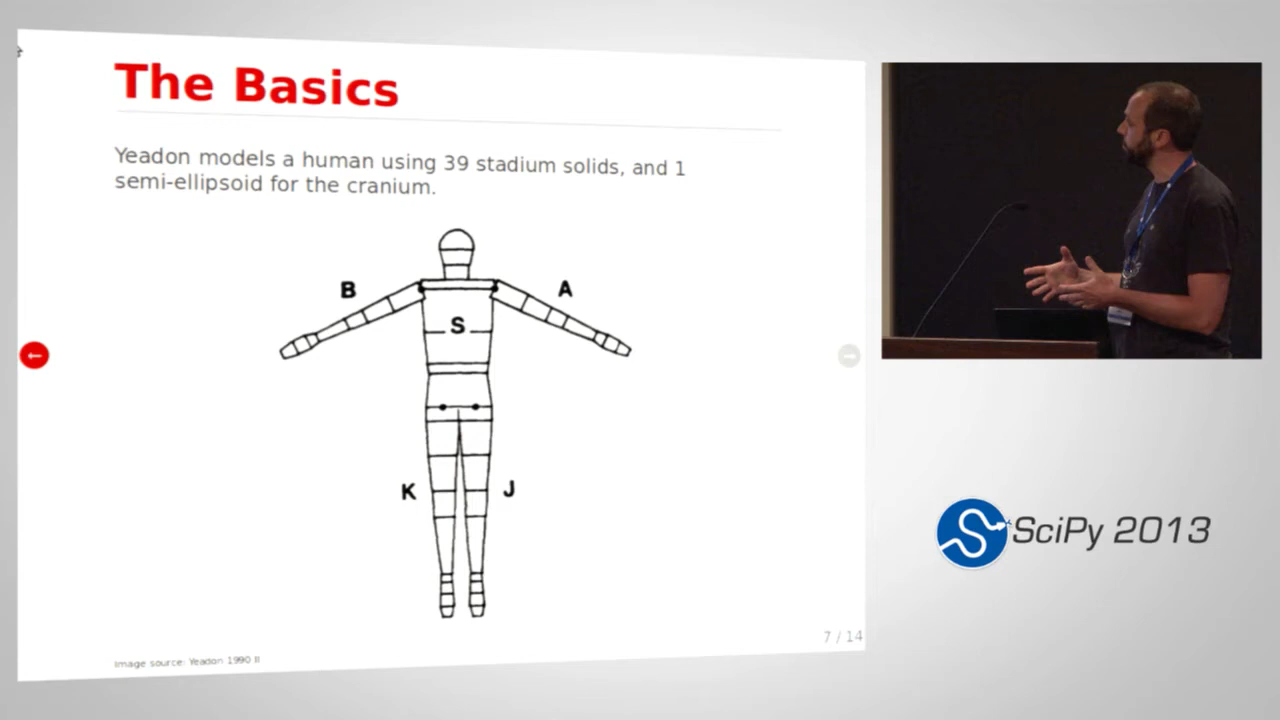 The Basics
Yeadon models a human using 39 stadium solids, and 1
semi-ellipsoid for the cranium.
B
A
S
K
J
←
→
7 / 14
Image source: Yeadon 1990 II
SciPy 2013